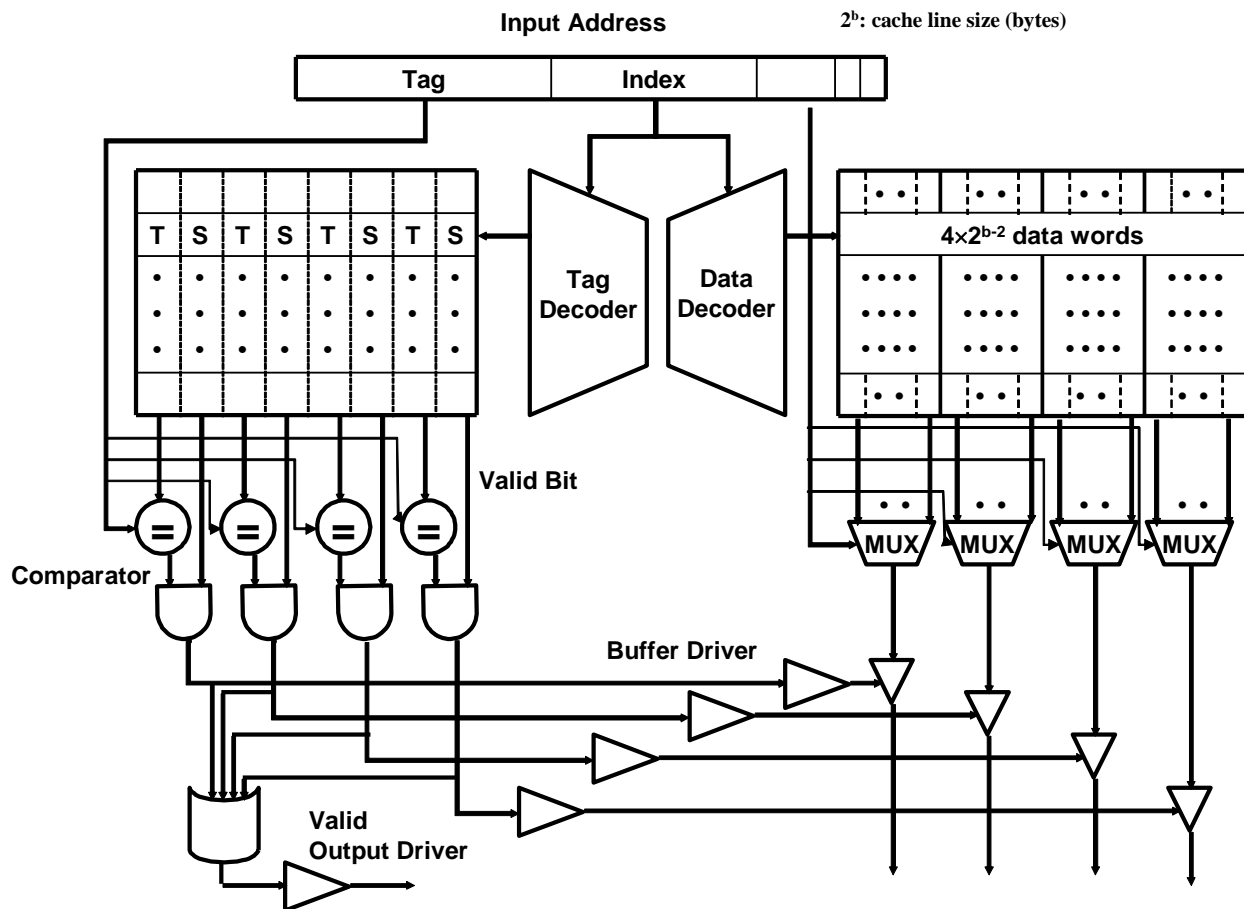 Input Address
2ᵇ: cache line size (bytes)
Tag Index
T S T S T S T S
Tag
Decoder
Data
Decoder
4×2ᵇ⁻² data words
Valid Bit
= = = =
MUX MUX MUX MUX
Comparator
Buffer Driver
Valid
Output Driver